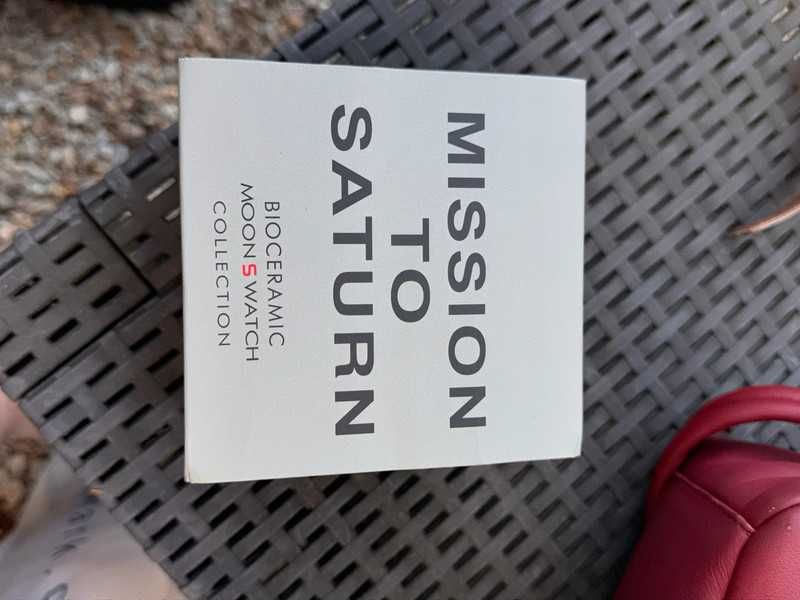 MISSION
TO
SATURN
BIOCERAMIC
MOONSWATCH
COLLECTION